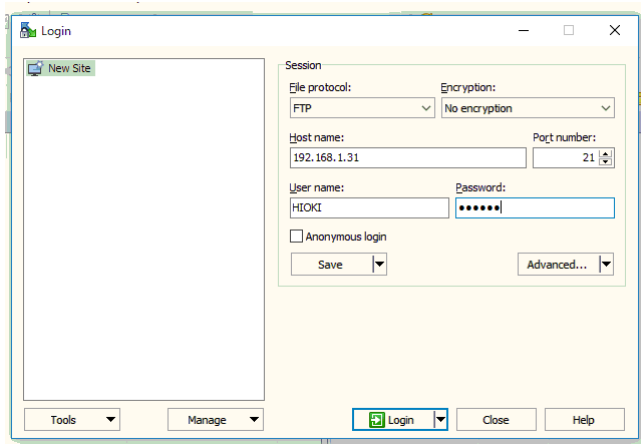 Login
New Site
Session
File protocol: Encryption:
FTP No encryption
Host name: Port number:
192.168.1.31 21
User name: Password:
HIOKI ••••••
Anonymous login
Save Advanced...
Tools Manage Login Close Help